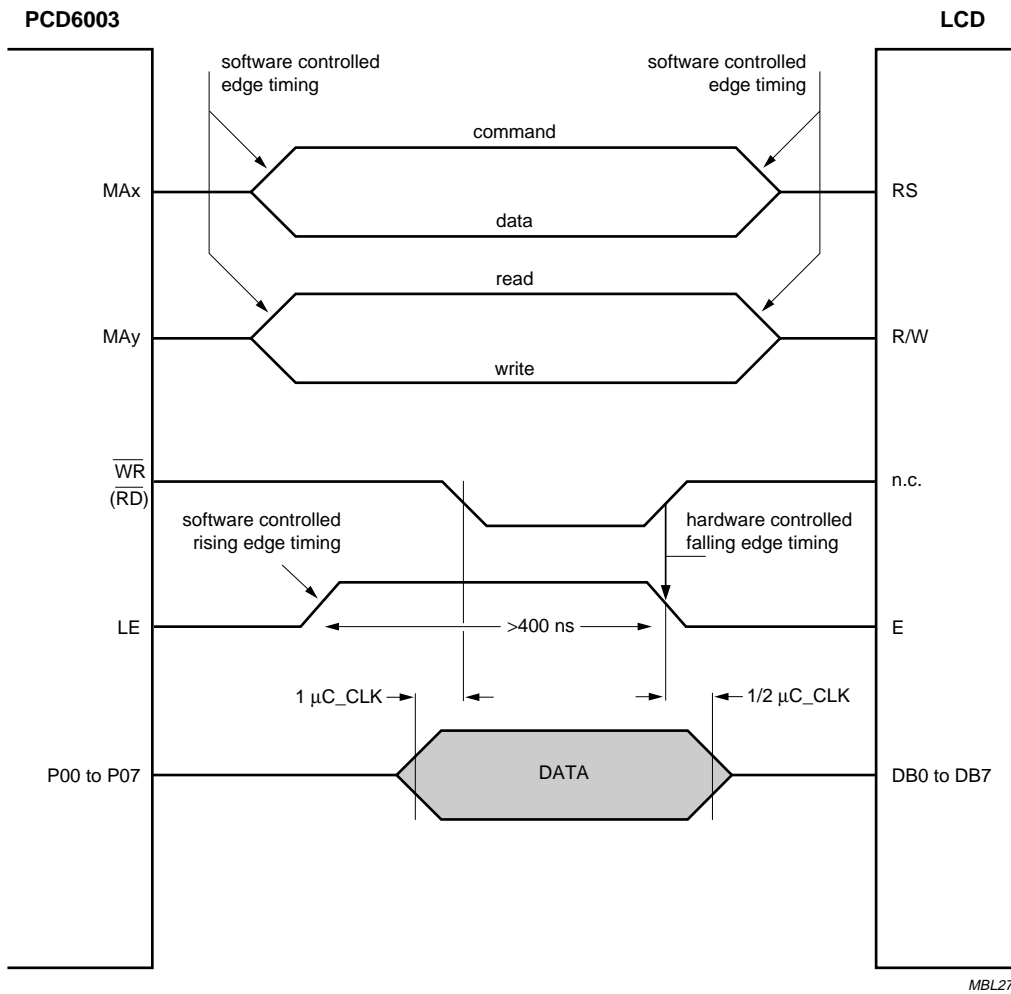 PCD6003
LCD
software controlled
edge timing
software controlled
edge timing
command
MAx
RS
data
read
MAy
R/W
write
WR
(RD)
n.c.
software controlled
rising edge timing
hardware controlled
falling edge timing
LE
>400 ns
E
1 μC_CLK
1/2 μC_CLK
P00 to P07
DATA
DB0 to DB7
MBL27